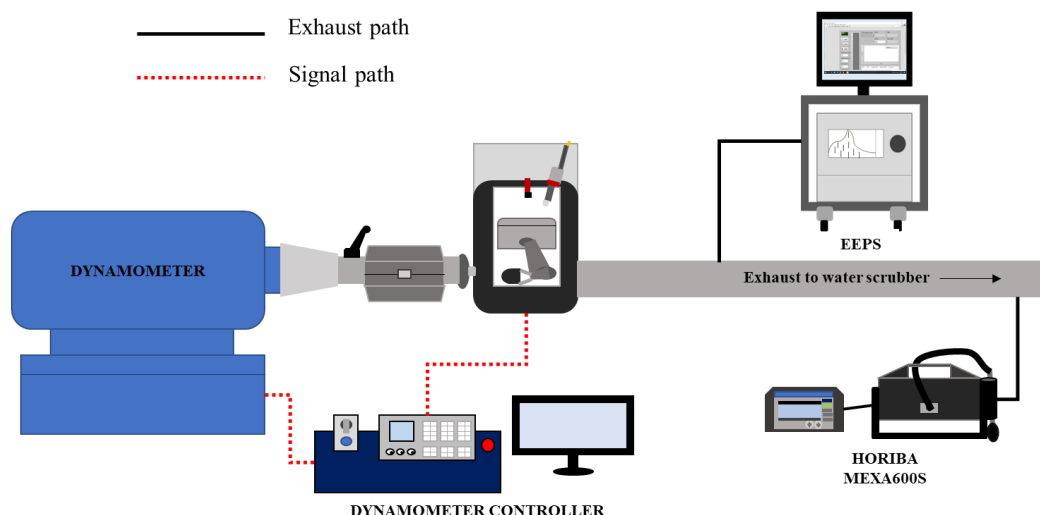 Exhaust path
Signal path
DYNAMOMETER
EEPS
Exhaust to water scrubber
HORIBA
MEXA600S
DYNAMOMETER CONTROLLER